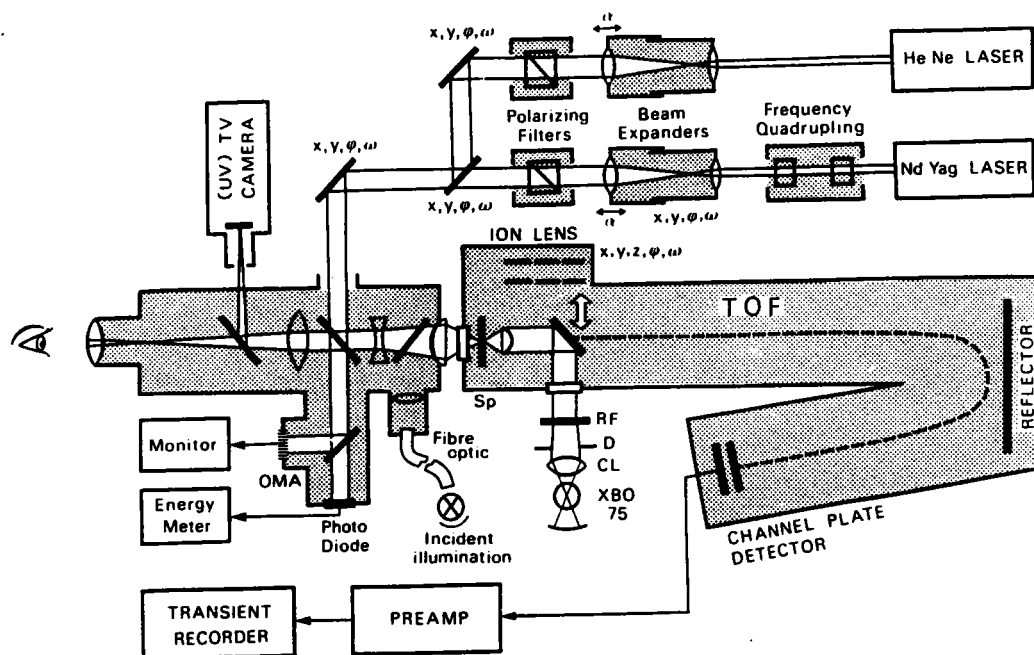 x, y, φ, ω
α
He Ne LASER
Polarizing
Filters
Beam
Expanders
Frequency
Quadrupling
(UV) TV
CAMERA
x, y, φ, ω
x, y, φ, ω
α
x, y, φ, ω
Nd Yag LASER
ION LENS
x, y, z, φ, ω
TOF
REFLECTOR
Sp
RF
D
CL
XBO
75
Monitor
OMA
Fibre
optic
Energy
Meter
Photo
Diode
Incident
illumination
CHANNEL PLATE
DETECTOR
TRANSIENT
RECORDER
PREAMP